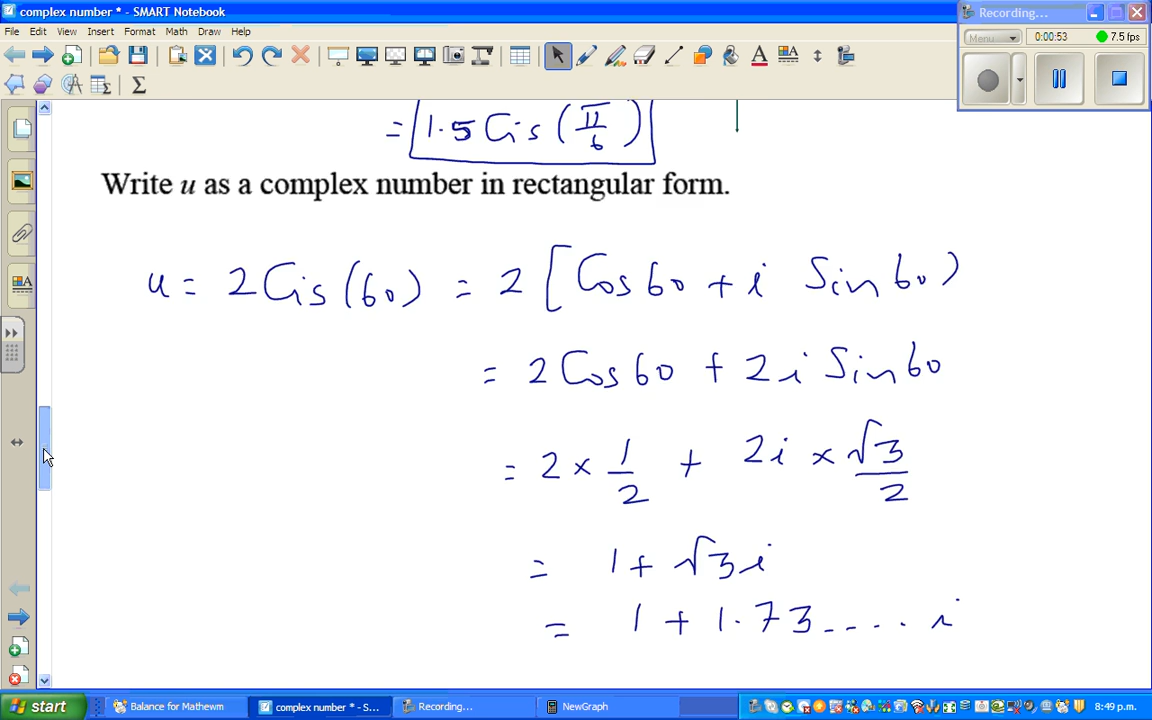 complex number * - SMART Notebook
Recording...
File Edit View Insert Format Math Draw Help
Menu 0:00:53 7.5 fps
= 1.5 Cis (π/6)
Write u as a complex number in rectangular form.
u = 2 Cis (60) = 2 [Cos 60 + i Sin 60)
= 2 Cos 60 + 2 i Sin 60
= 2 × 1/2 + 2i × √3/2
= 1 + √3 i
= 1 + 1.73 .... i
start Balance for Mathewm complex number * - S... Recording... NewGraph 8:49 p.m.